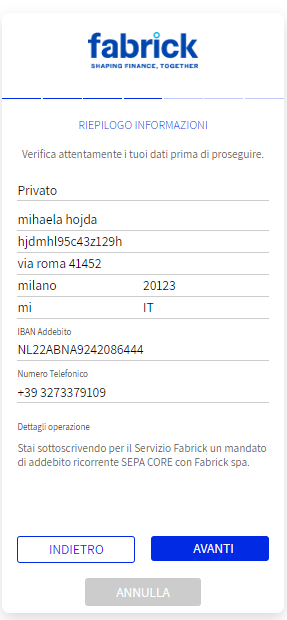 fabrick
SHAPING FINANCE, TOGETHER
RIEPILOGO INFORMAZIONI
Verifica attentamente i tuoi dati prima di proseguire.
Privato
mihaela hojda
hjdmhl95c43z129h
via roma 41452
milano 20123
mi IT
IBAN Addebito
NL22ABNA9242086444
Numero Telefonico
+39 3273379109
Dettagli operazione
Stai sottoscrivendo per il Servizio Fabrick un mandato
di addebito ricorrente SEPA CORE con Fabrick spa.
INDIETRO AVANTI
ANNULLA